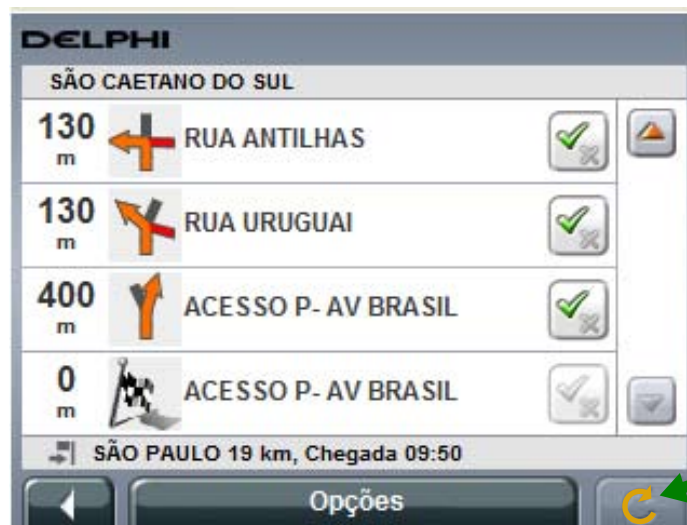 DELPHI
SÃO CAETANO DO SUL
130 m RUA ANTILHAS
130 m RUA URUGUAI
400 m ACESSO P- AV BRASIL
0 m ACESSO P- AV BRASIL
SÃO PAULO 19 km, Chegada 09:50
Opções